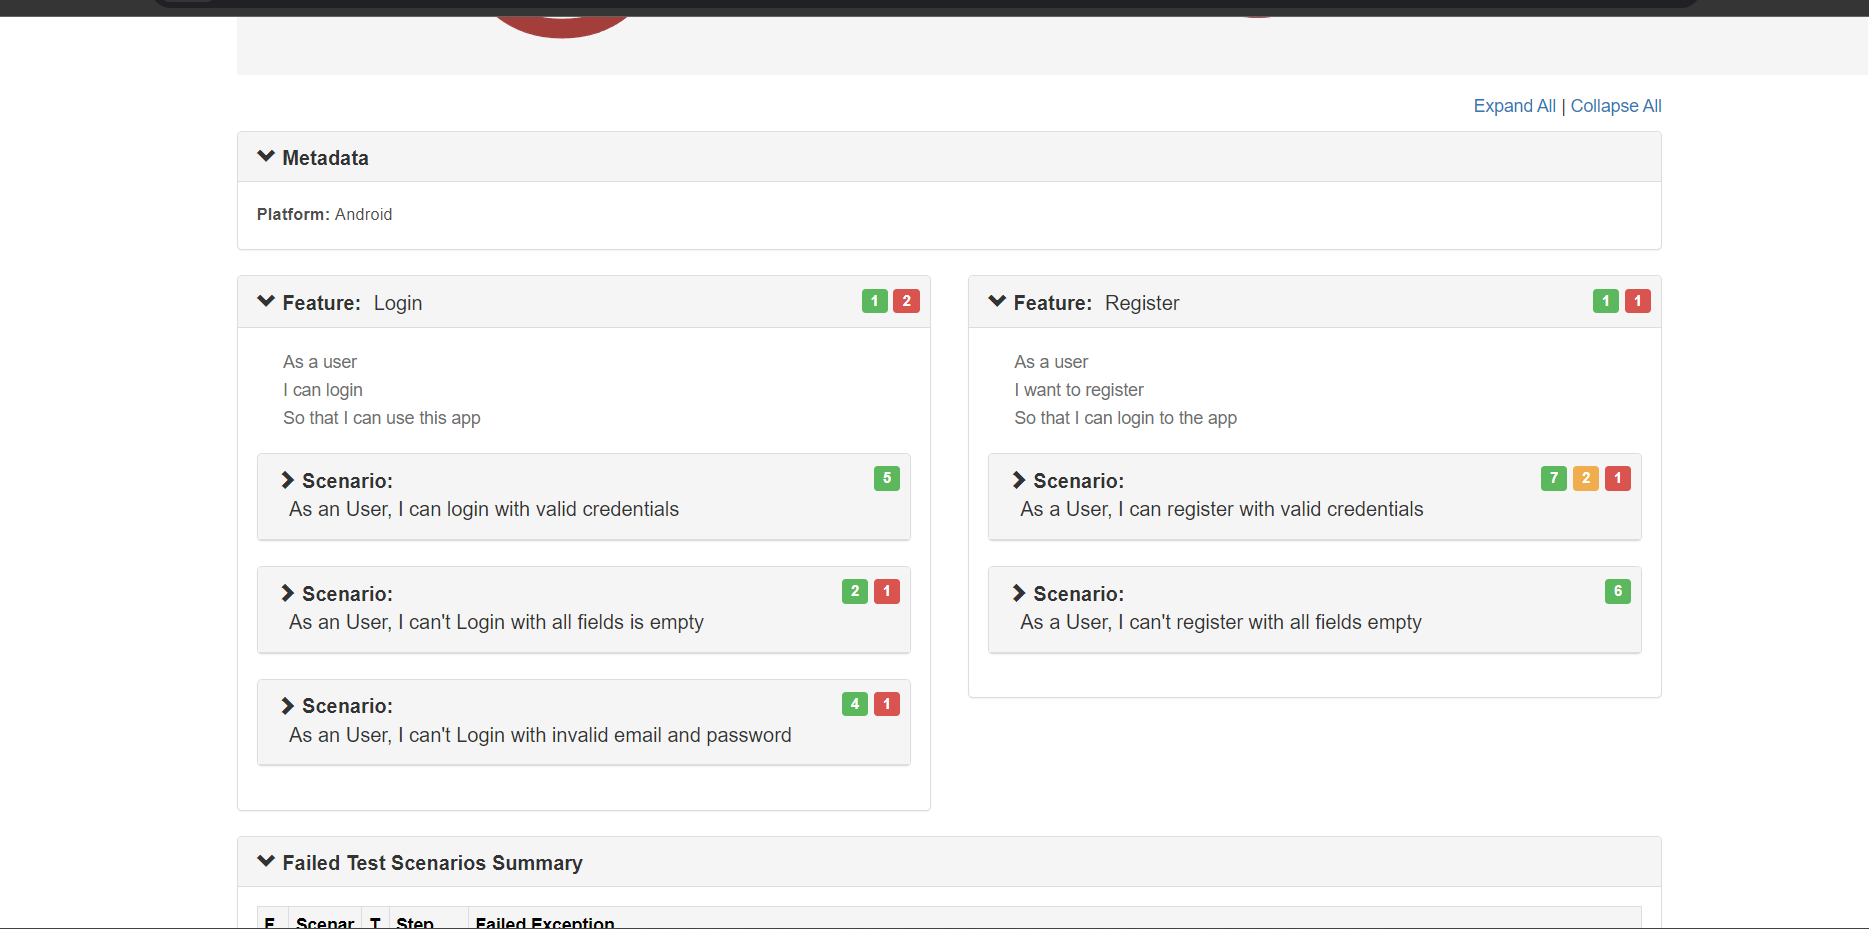 Expand All | Collapse All
Metadata
Platform: Android
Feature: Login 1 2
As a user
I can login
So that I can use this app
Scenario: 5
As an User, I can login with valid credentials
Scenario: 2 1
As an User, I can't Login with all fields is empty
Scenario: 4 1
As an User, I can't Login with invalid email and password
Feature: Register 1 1
As a user
I want to register
So that I can login to the app
Scenario: 7 2 1
As a User, I can register with valid credentials
Scenario: 6
As a User, I can't register with all fields empty
Failed Test Scenarios Summary
F Scenar T Step Failed Exception